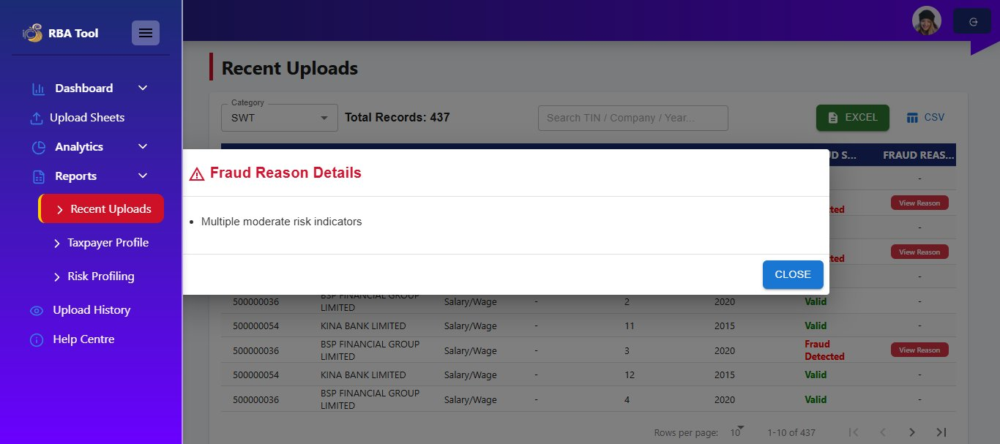 RBA Tool
Dashboard
Upload Sheets
Analytics
Reports
Recent Uploads
Taxpayer Profile
Risk Profiling
Upload History
Help Centre
Recent Uploads
Category
SWT
Total Records: 437
Search TIN / Company / Year...
EXCEL
CSV
D S... FRAUD REAS...
-
ted View Reason
-
ted View Reason
-
Fraud Reason Details
• Multiple moderate risk indicators
CLOSE
500000036 BSP FINANCIAL GROUP LIMITED Salary/Wage - 2 2020 Valid -
500000054 KINA BANK LIMITED Salary/Wage - 11 2015 Valid -
500000036 BSP FINANCIAL GROUP LIMITED Salary/Wage - 3 2020 Fraud Detected View Reason
500000054 KINA BANK LIMITED Salary/Wage - 12 2015 Valid -
500000036 BSP FINANCIAL GROUP LIMITED Salary/Wage - 4 2020 Valid -
Rows per page: 10 1-10 of 437